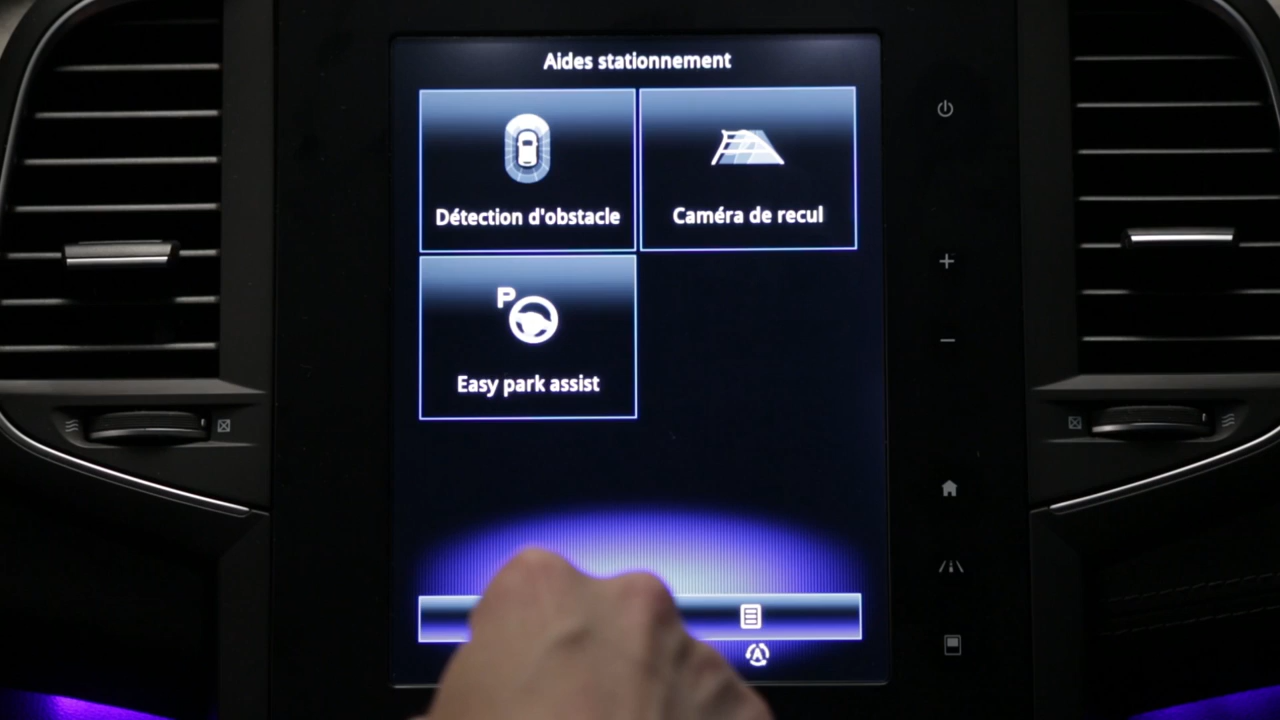 Aides stationnement
Détection d'obstacle
Caméra de recul
P
Easy park assist
A